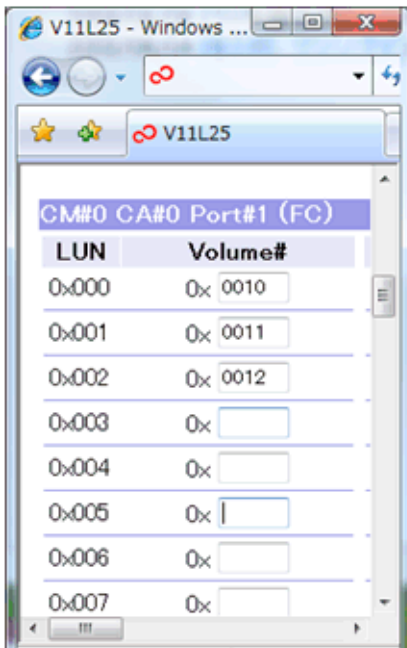 V11L25 - Windows ...
V11L25
CM#0 CA#0 Port#1 (FC)
LUN Volume#
0x000 0x 0010
0x001 0x 0011
0x002 0x 0012
0x003 0x
0x004 0x
0x005 0x
0x006 0x
0x007 0x